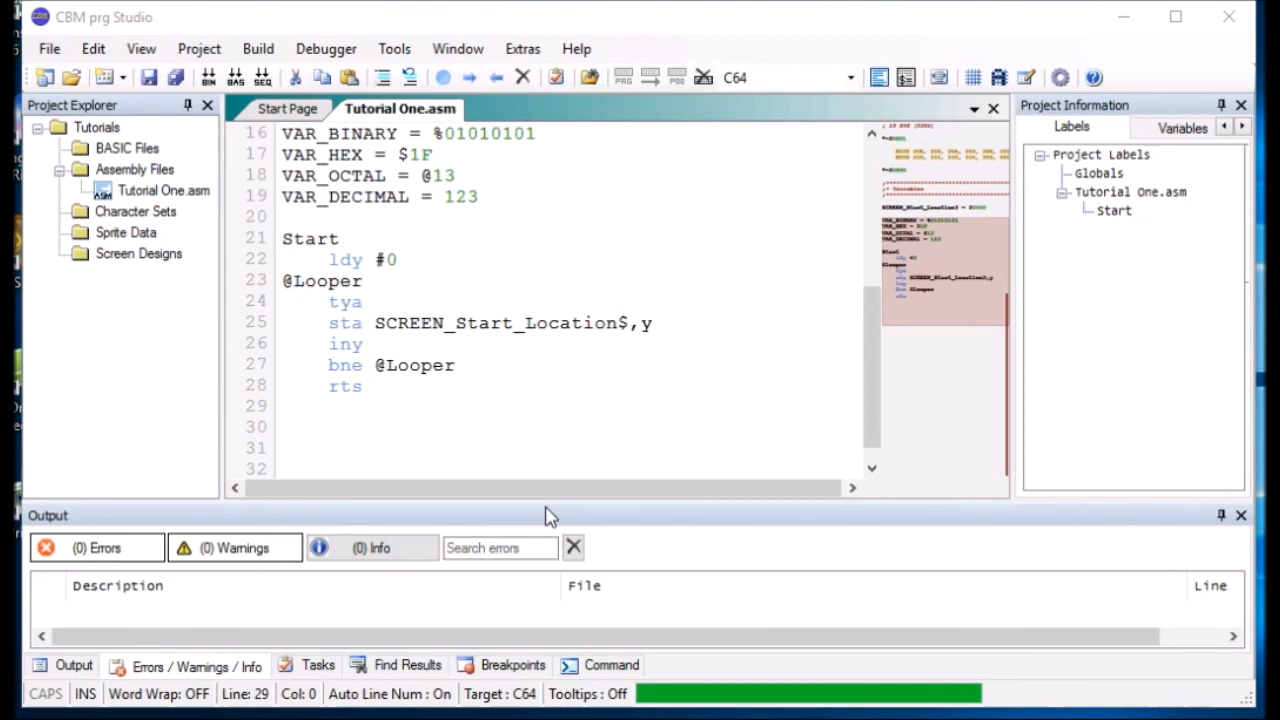 CBM prg Studio
File Edit View Project Build Debugger Tools Window Extras Help
BIN BAS SEQ PRG PRG C64
Project Explorer
Tutorials
BASIC Files
Assembly Files
Tutorial One.asm
Character Sets
Sprite Data
Screen Designs
Start Page Tutorial One.asm
16 VAR_BINARY = %01010101
17 VAR_HEX = $1F
18 VAR_OCTAL = @13
19 VAR_DECIMAL = 123
20
21 Start
22 ldy #0
23 @Looper
24 tya
25 sta SCREEN_Start_Location$,y
26 iny
27 bne @Looper
28 rts
29
30
31
32
Project Information
Labels Variables
Project Labels
Globals
Tutorial One.asm
Start
Output
(0) Errors (0) Warnings (0) Info Search errors
Description File Line
Output Errors / Warnings / Info Tasks Find Results Breakpoints Command
CAPS INS Word Wrap: OFF Line: 29 Col: 0 Auto Line Num : On Target : C64 Tooltips : Off